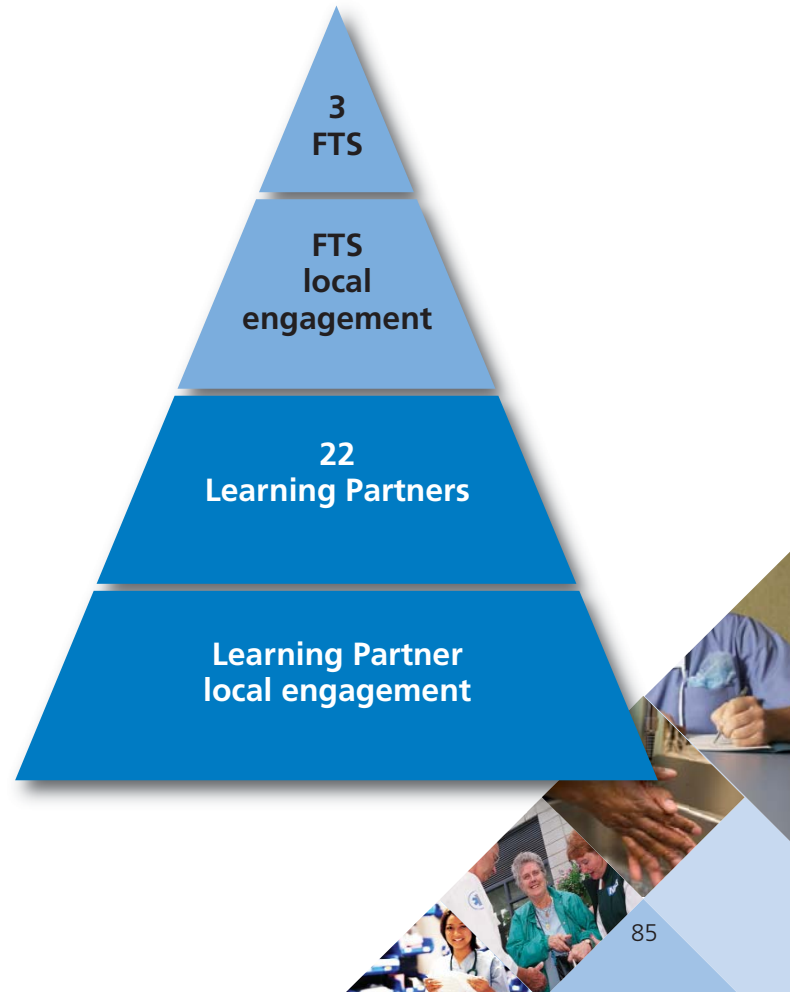 3
FTS
FTS
local
engagement
22
Learning Partners
Learning Partner
local engagement
85